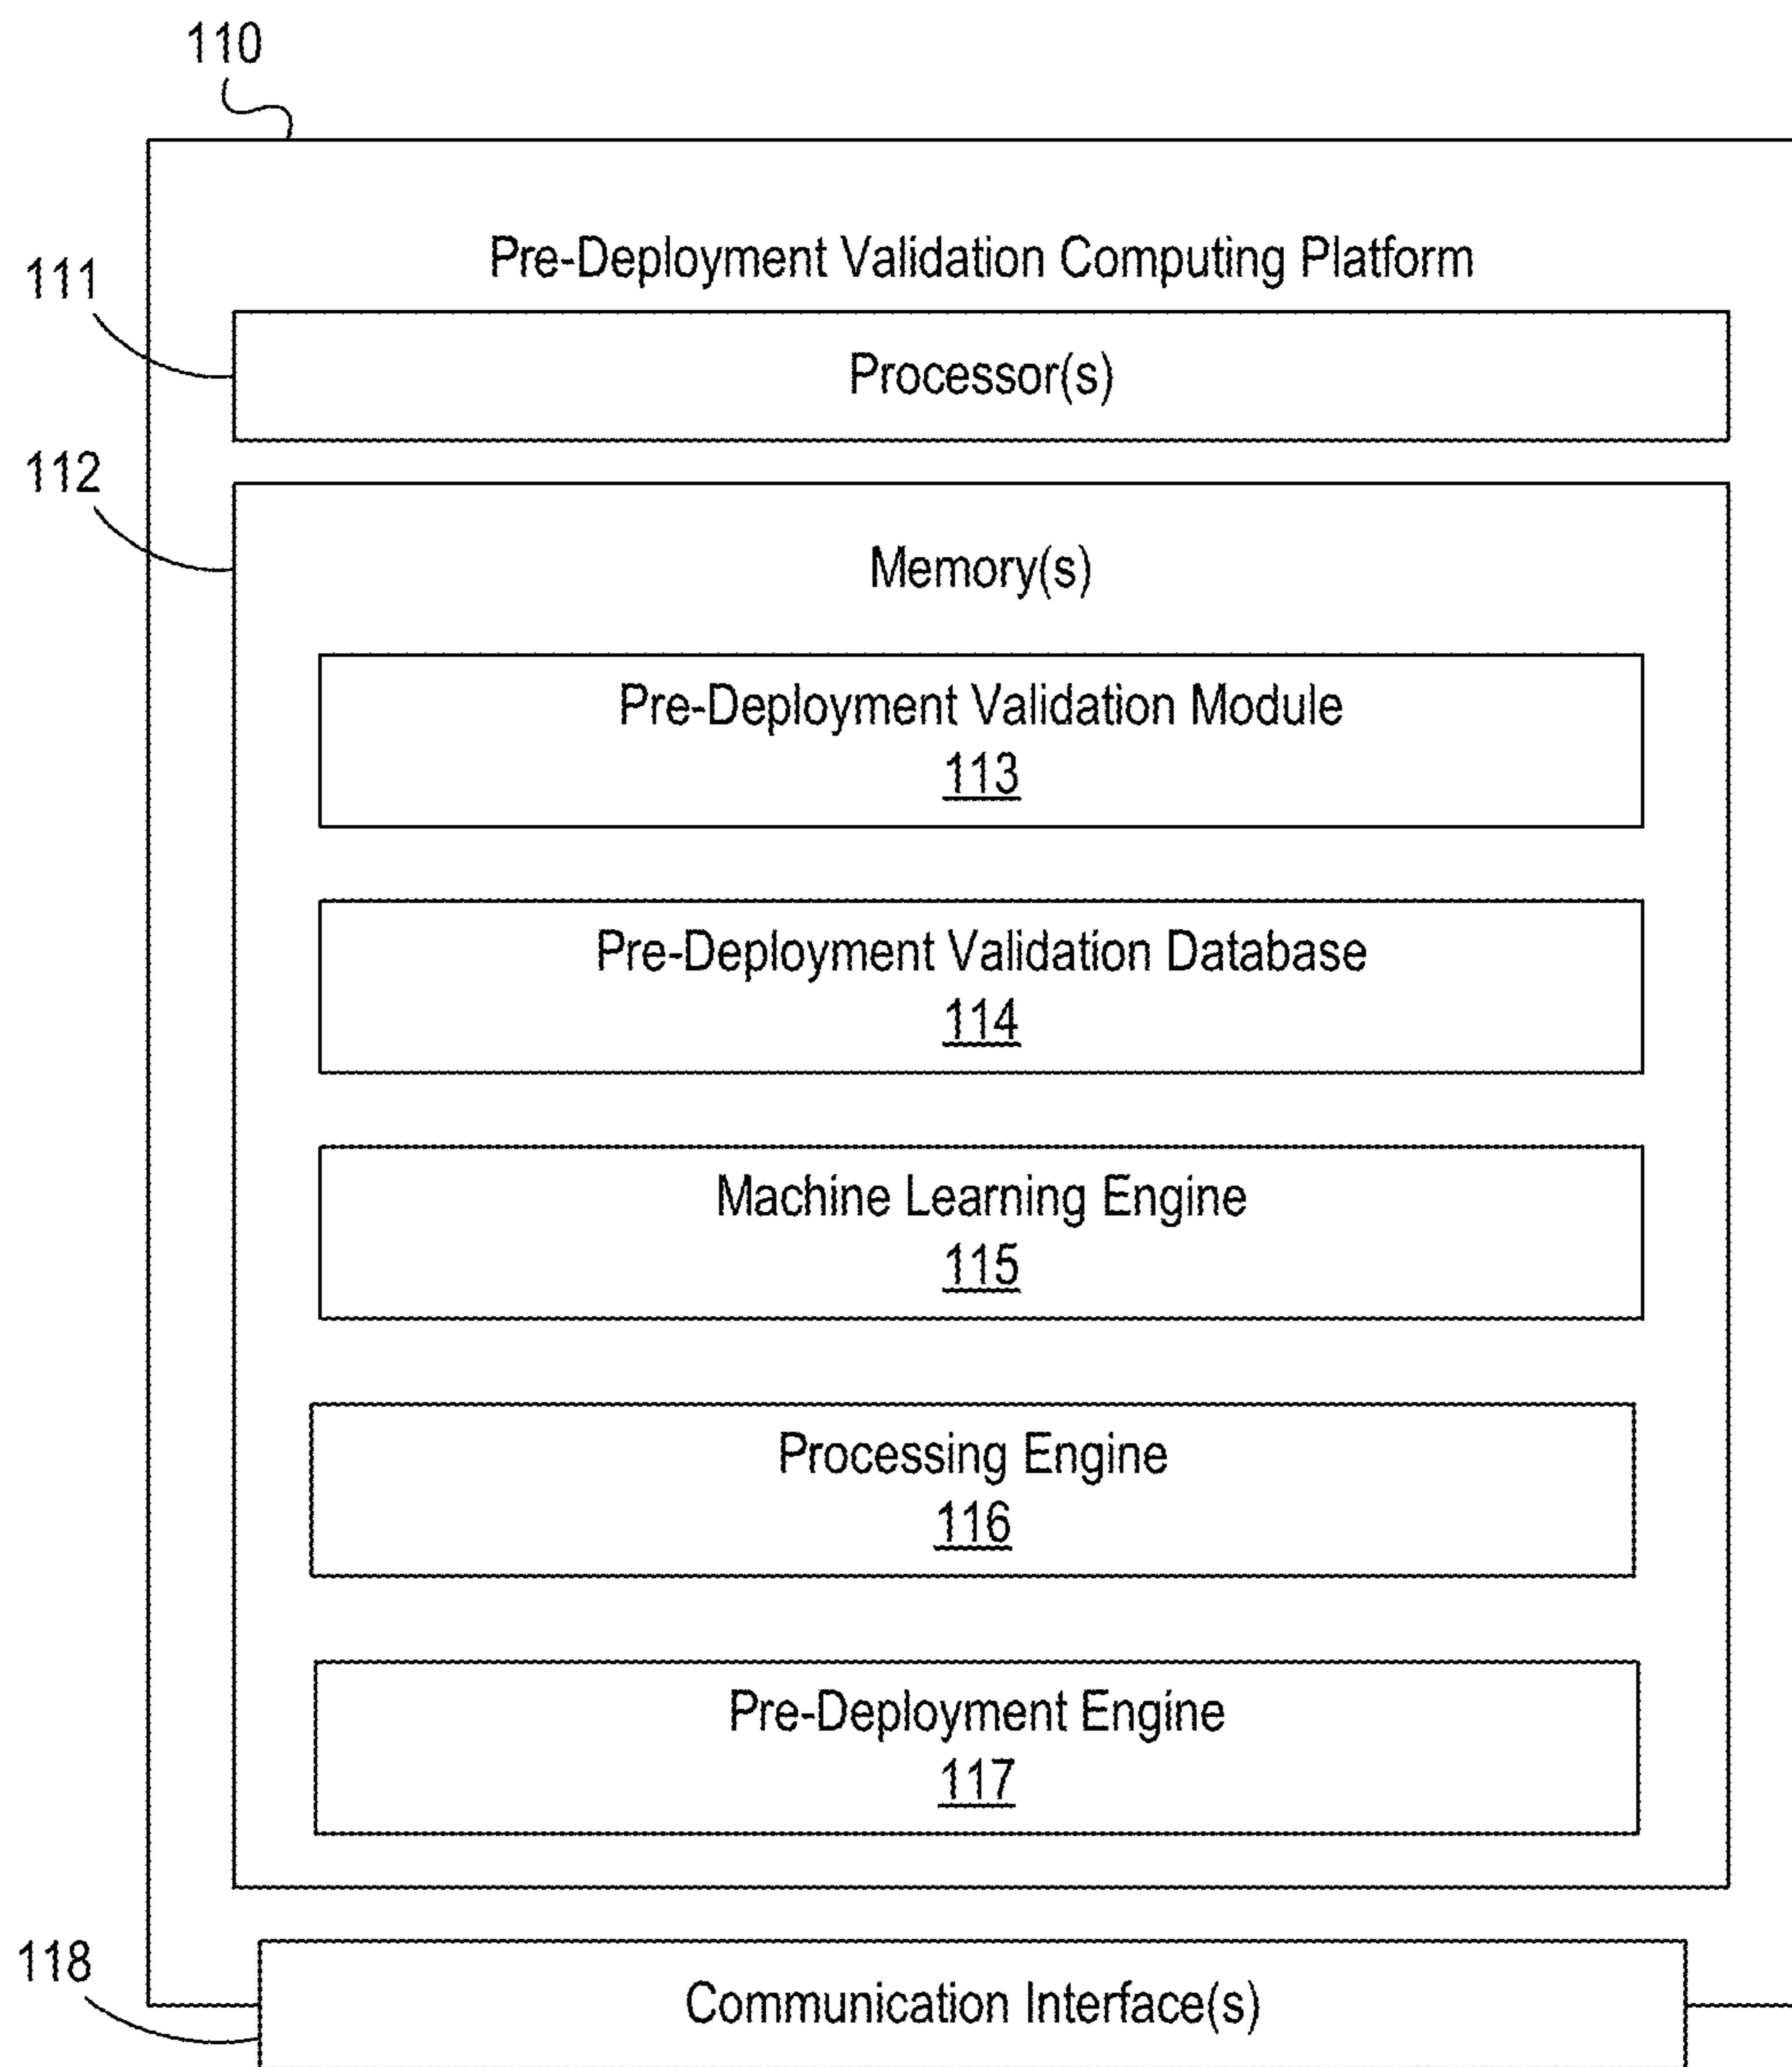 110
Pre-Deployment Validation Computing Platform
111
Processor(s)
112
Memory(s)
Pre-Deployment Validation Module
113
Pre-Deployment Validation Database
114
Machine Learning Engine
115
Processing Engine
116
Pre-Deployment Engine
117
118
Communication Interface(s)